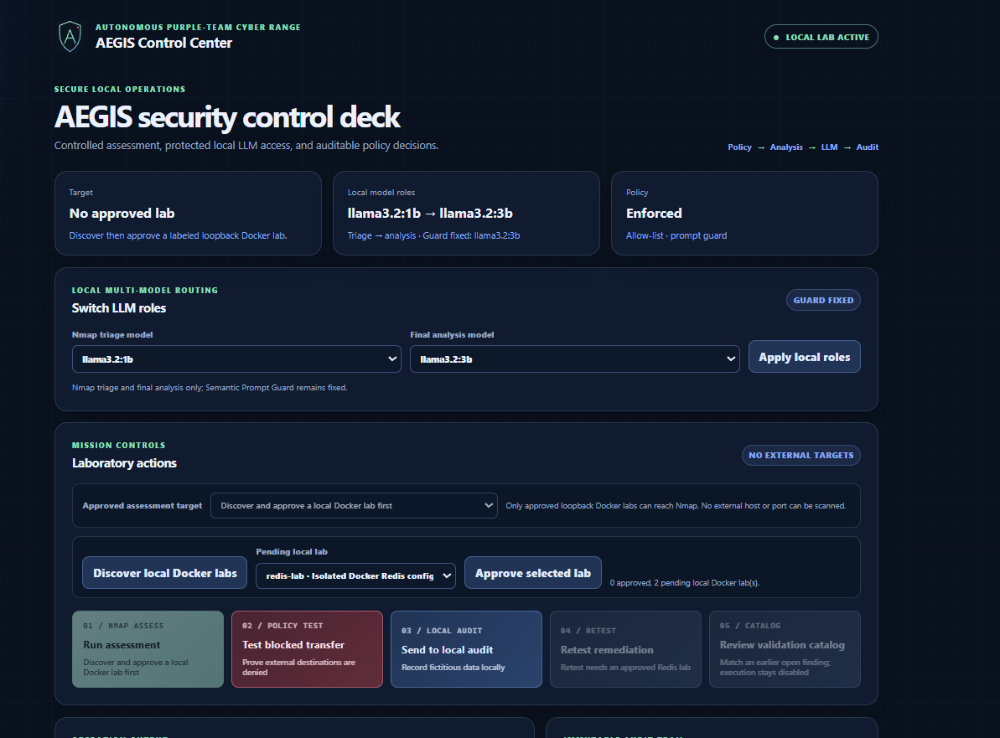 AUTONOMOUS PURPLE-TEAM CYBER RANGE
AEGIS Control Center
LOCAL LAB ACTIVE
SECURE LOCAL OPERATIONS
AEGIS security control deck
Controlled assessment, protected local LLM access, and auditable policy decisions.
Policy → Analysis → LLM → Audit
Target
No approved lab
Discover then approve a labeled loopback Docker lab.
Local model roles
llama3.2:1b → llama3.2:3b
Triage → analysis · Guard fixed: llama3.2:3b
Policy
Enforced
Allow-list · prompt guard
LOCAL MULTI-MODEL ROUTING
Switch LLM roles
GUARD FIXED
Nmap triage model
llama3.2:1b
Final analysis model
llama3.2:3b
Apply local roles
Nmap triage and final analysis only; Semantic Prompt Guard remains fixed.
MISSION CONTROLS
Laboratory actions
NO EXTERNAL TARGETS
Approved assessment target
Discover and approve a local Docker lab first
Only approved loopback Docker labs can reach Nmap. No external host or port can be scanned.
Discover local Docker labs
Pending local lab
redis-lab · Isolated Docker Redis config
Approve selected lab
0 approved, 2 pending local Docker lab(s).
01 / NMAP ASSESS
Run assessment
Discover and approve a local
Docker lab first
02 / POLICY TEST
Test blocked transfer
Prove external destinations are
denied
03 / LOCAL AUDIT
Send to local audit
Record fictitious data locally
04 / RETEST
Retest remediation
Retest needs an approved Redis lab
05 / CATALOG
Review validation catalog
Match an earlier open finding;
execution stays disabled